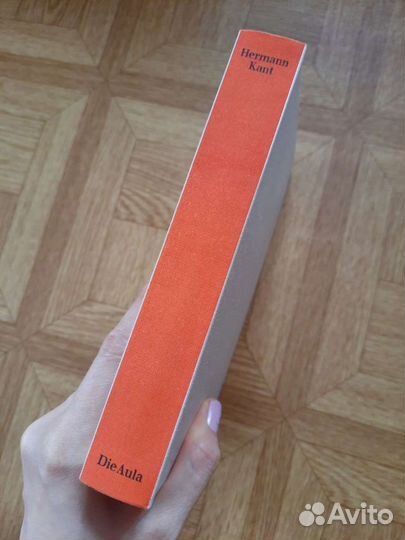 Hermann
Kant
Die Aula
Avito